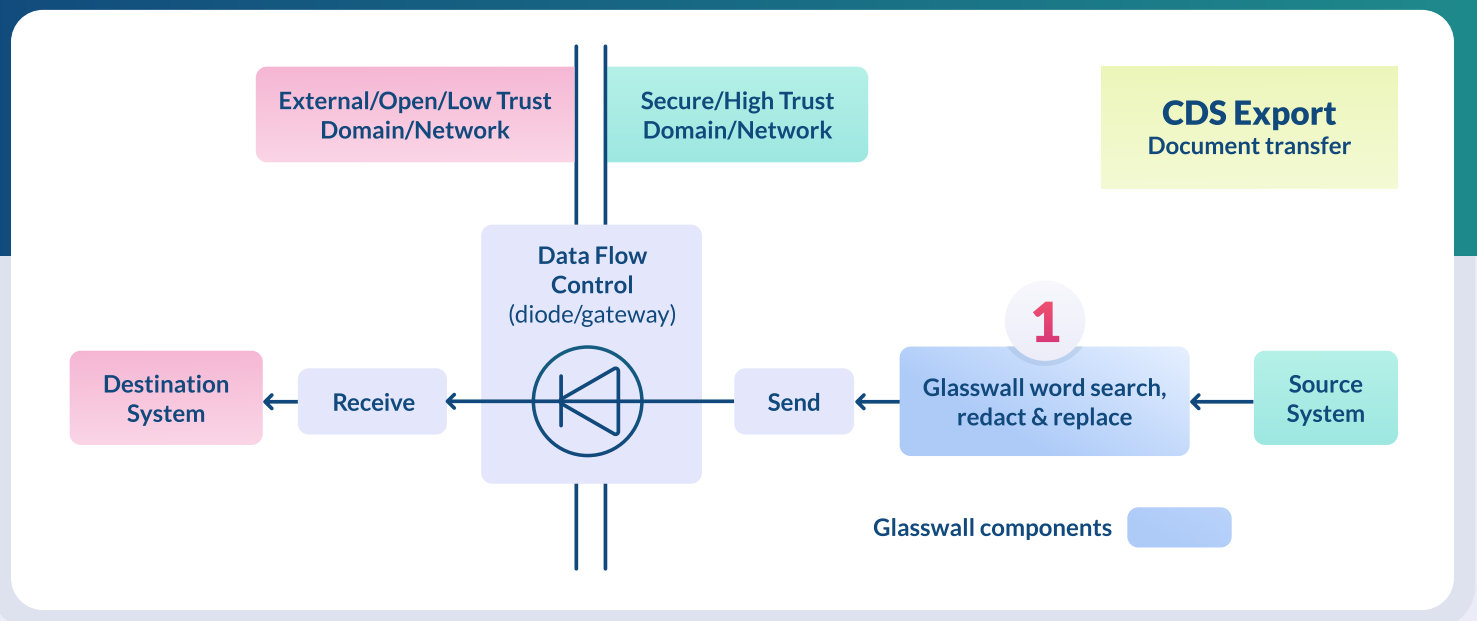 External/Open/Low Trust
Domain/Network
Secure/High Trust
Domain/Network
CDS Export
Document transfer
Data Flow
Control
(diode/gateway)
1
Destination
System
Receive
Send
Glasswall word search,
redact & replace
Source
System
Glasswall components